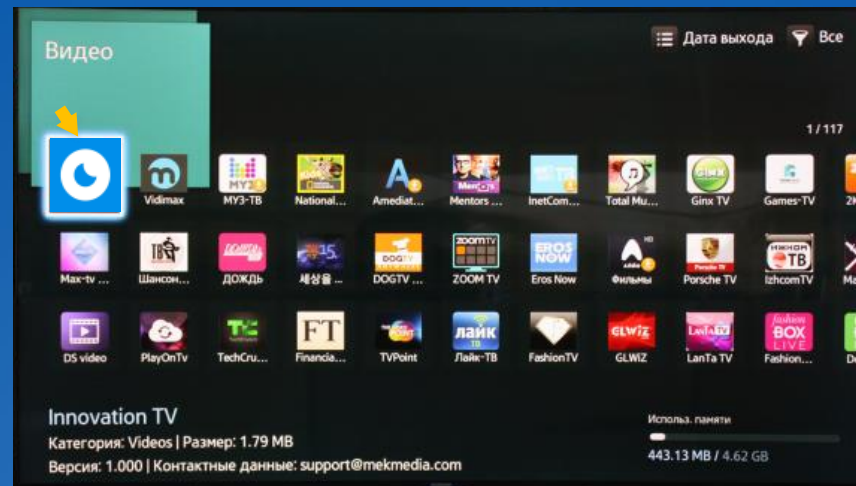 Видео
Дата выхода
Все
1 / 117
Vidimax
МУЗ-ТВ
National...
Amediat...
Mentors ...
InetCom...
Total Mu...
Ginx TV
Games-TV
Max-tv ...
Шансон...
ДОЖДЬ
세상을 ...
DOGTV ...
ZOOM TV
Eros Now
Фильмы
Porsche TV
IzhcomTV
DS video
PlayOnTv
TechCru...
Financia...
TVPoint
Лайк-ТВ
FashionTV
GLWiZ
LanTa TV
Fashion...
Innovation TV
Категория: Videos | Размер: 1.79 MB
Версия: 1.000 | Контактные данные: support@mekmedia.com
Использ. памяти
443.13 MB / 4.62 GB